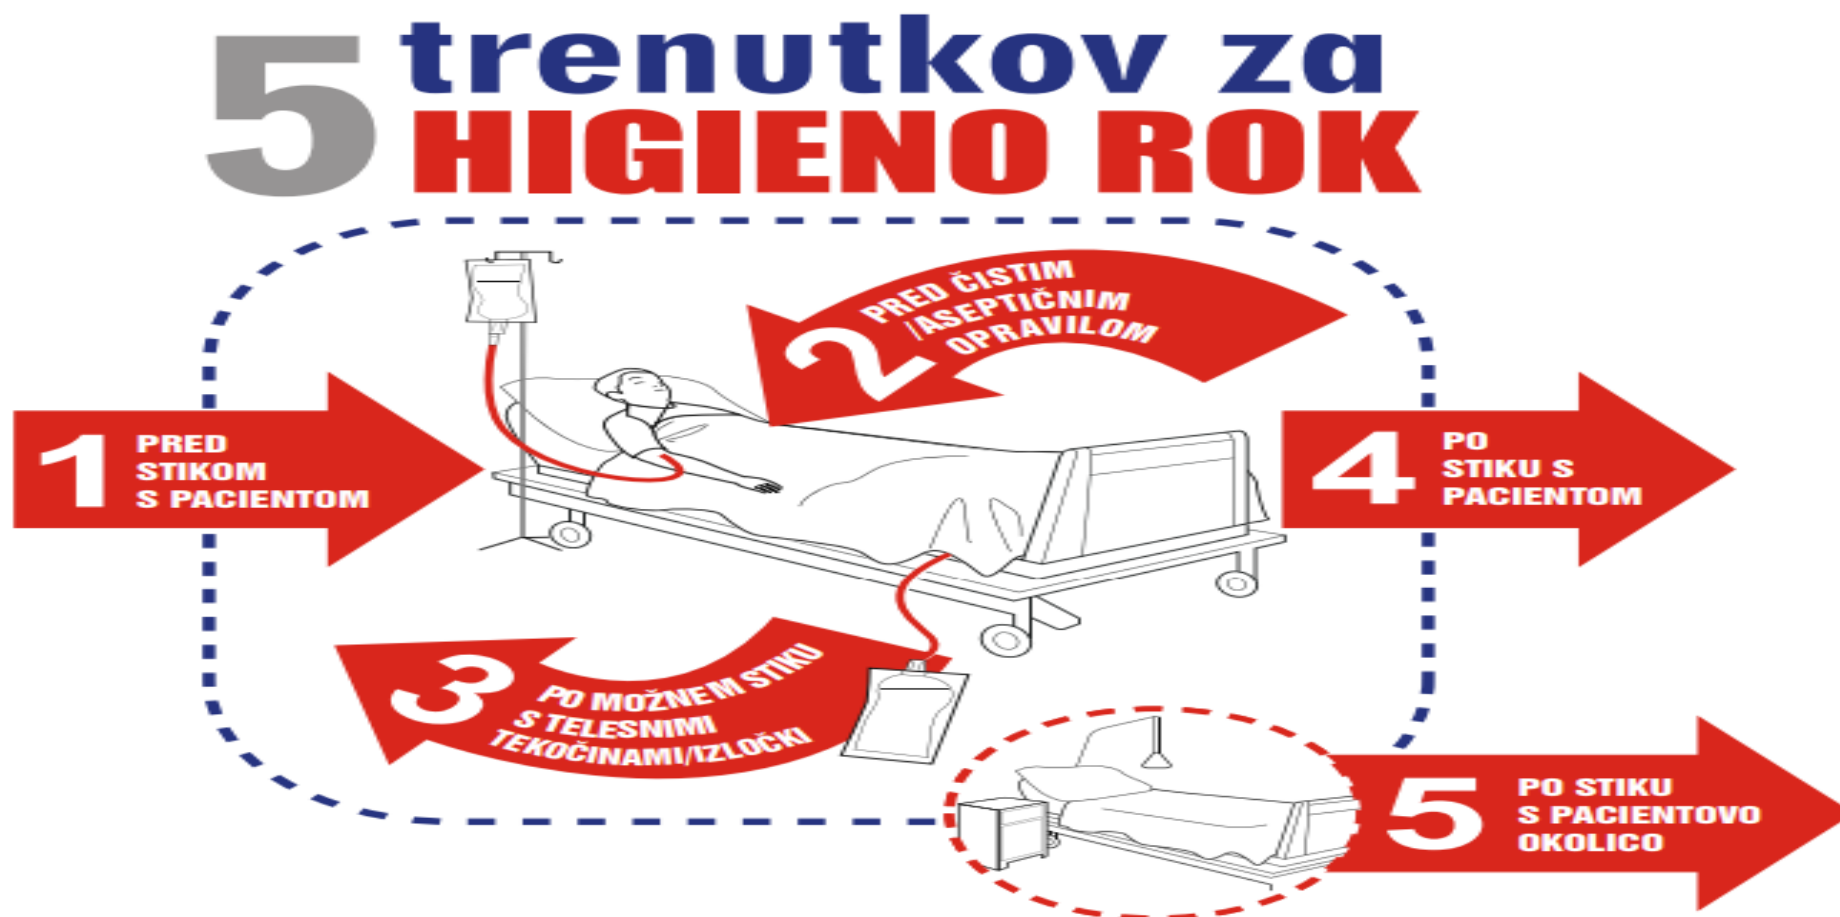 5 trenutkov za
HIGIENO ROK
1 PRED
STIKOM
S PACIENTOM
2 PRED ČISTIM
/ASEPTIČNIM
OPRAVILOM
3 PO MOŽNEM STIKU
S TELESNIMI
TEKOČINAMI/IZLOČKI
4 PO
STIKU S
PACIENTOM
5 PO STIKU
S PACIENTOVO
OKOLICO